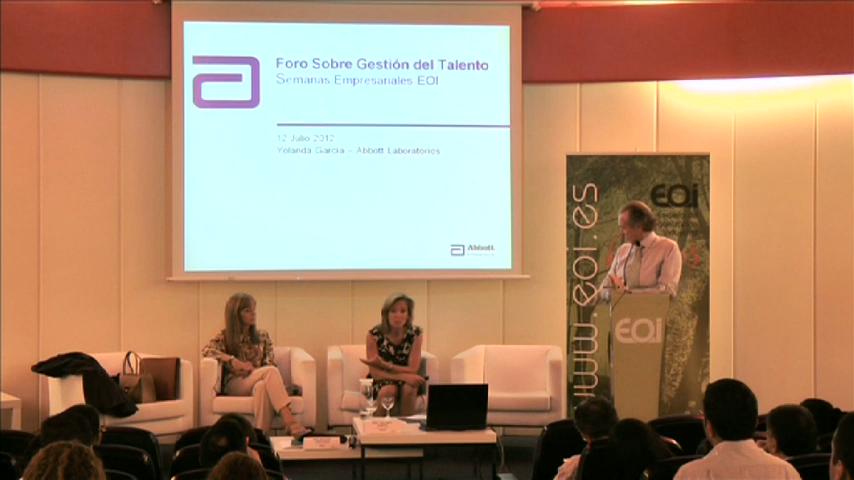 Foro Sobre Gestión del Talento
Semanas Empresariales EOI
12 Julio 2012
Yolanda García – Abbott Laboratories
Abbott
EOi
www.eoi.es
EOi